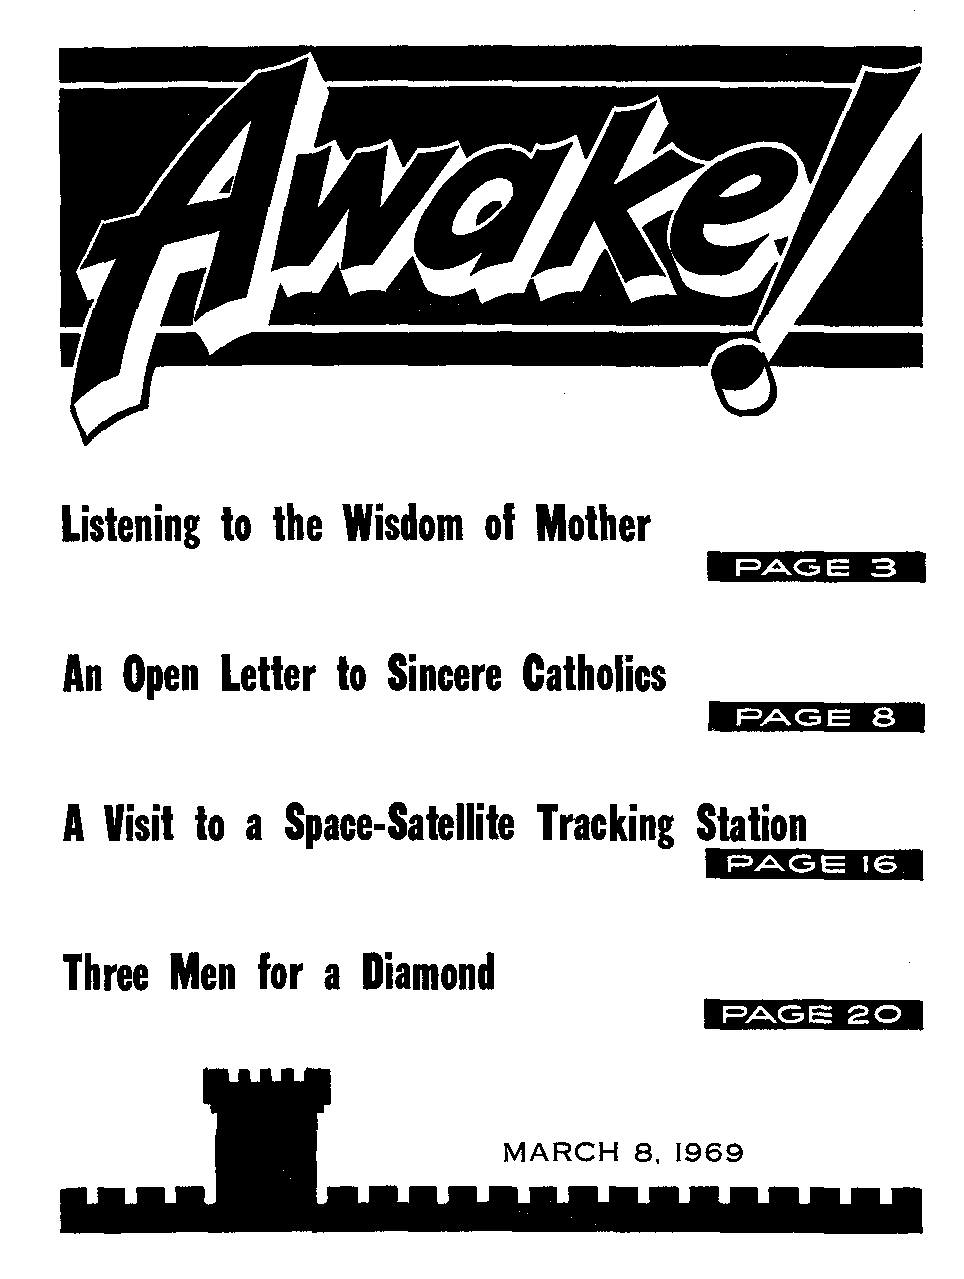 Awake!
Listening to the Wisdom of Mother
PAGE 3
An Open Letter to Sincere Catholics
PAGE 8
A Visit to a Space-Satellite Tracking Station
PAGE 16
Three Men for a Diamond
PAGE 20
MARCH 8, 1969